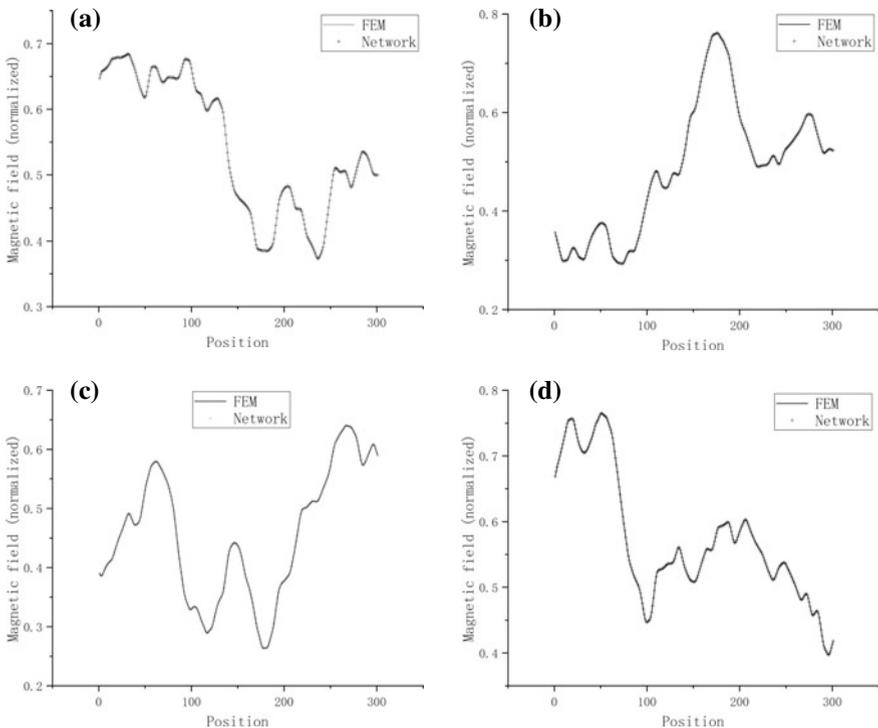 (a)
FEM
Network
Magnetic field (normalized)
0.7
0.6
0.5
0.4
0.3
0
100
200
300
Position
(b)
FEM
Network
Magnetic field (normalized)
0.8
0.6
0.4
0.2
0
100
200
300
Position
(c)
FEM
Network
Magnetic field (normalized)
0.7
0.6
0.5
0.4
0.3
0.2
0
100
200
300
Position
(d)
FEM
Network
Magnetic field (normalized)
0.8
0.7
0.6
0.5
0.4
0
100
200
300
Position